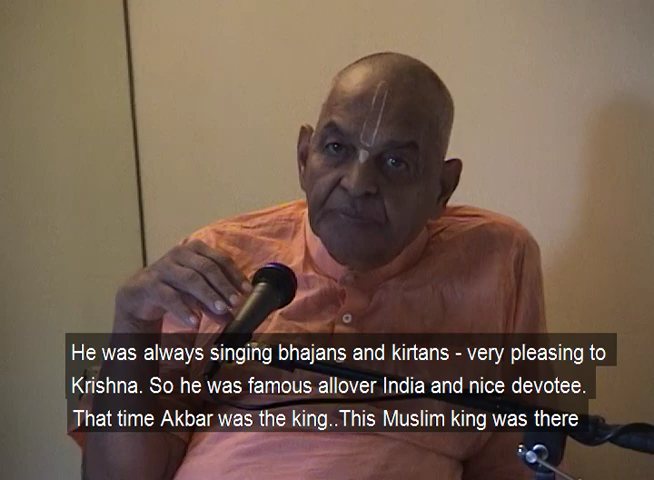 He was always singing bhajans and kirtans - very pleasing to
Krishna. So he was famous allover India and nice devotee.
That time Akbar was the king..This Muslim king was there